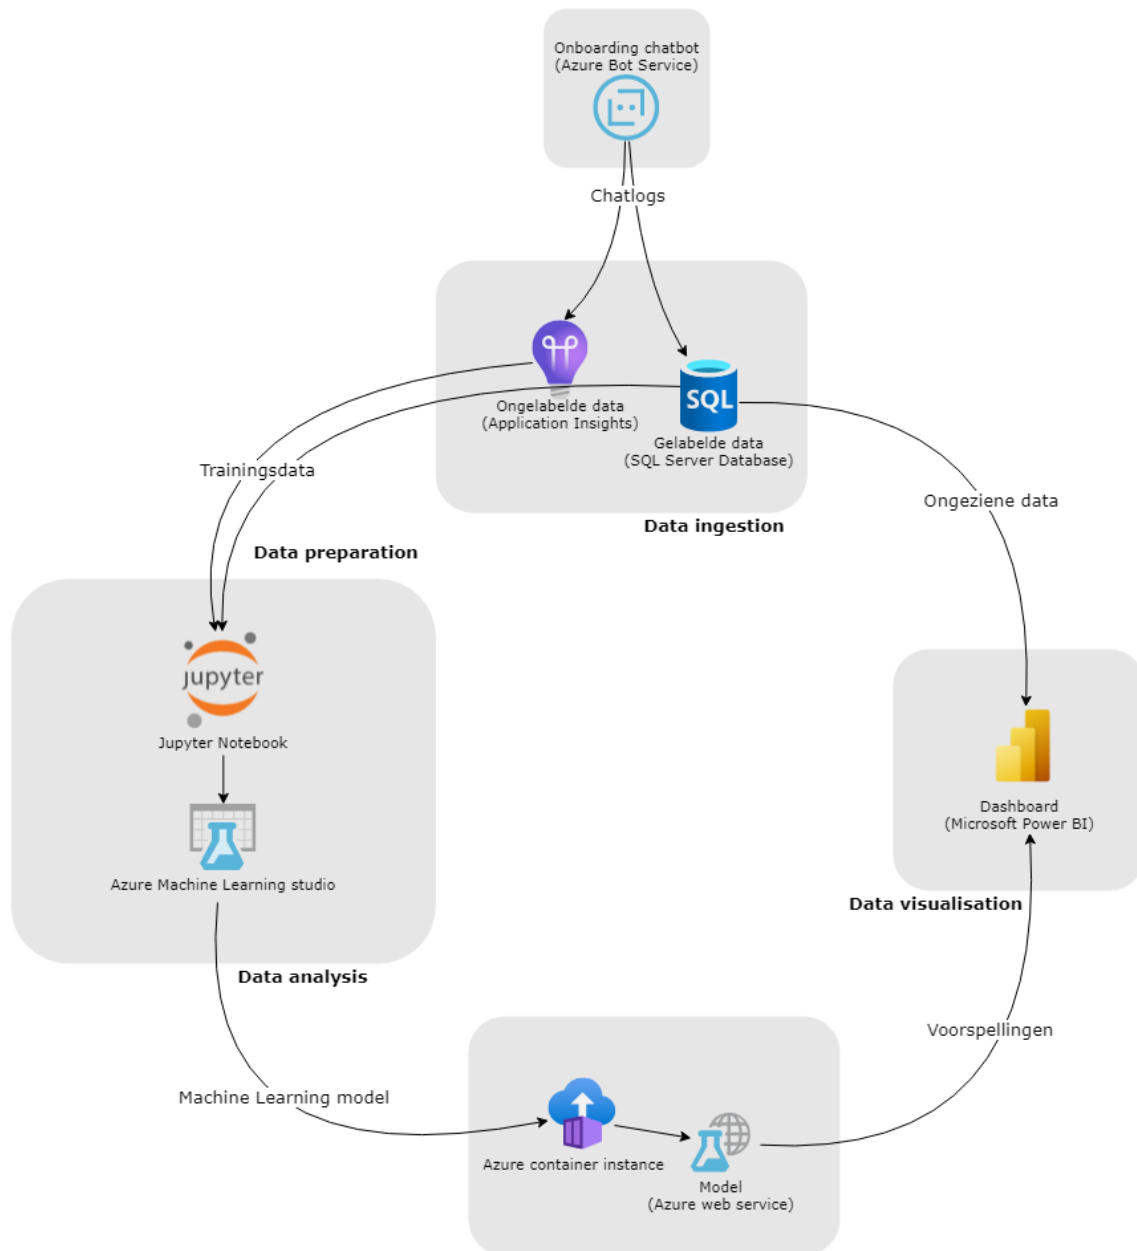 Onboarding chatbot
(Azure Bot Service)
Chatlogs
Ongelabelde data
(Application Insights)
SQL
Gelabelde data
(SQL Server Database)
Trainingsdata
Ongeziene data
Data ingestion
Data preparation
jupyter
Jupyter Notebook
Azure Machine Learning studio
Dashboard
(Microsoft Power BI)
Data visualisation
Data analysis
Voorspellingen
Machine Learning model
Azure container instance
Model
(Azure web service)